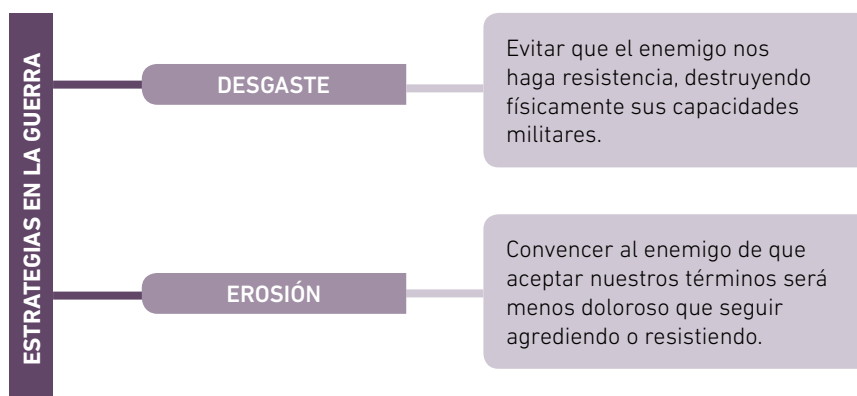 ESTRATEGIAS EN LA GUERRA
DESGASTE
Evitar que el enemigo nos
haga resistencia, destruyendo
físicamente sus capacidades
militares.
EROSIÓN
Convencer al enemigo de que
aceptar nuestros términos será
menos doloroso que seguir
agrediendo o resistiendo.